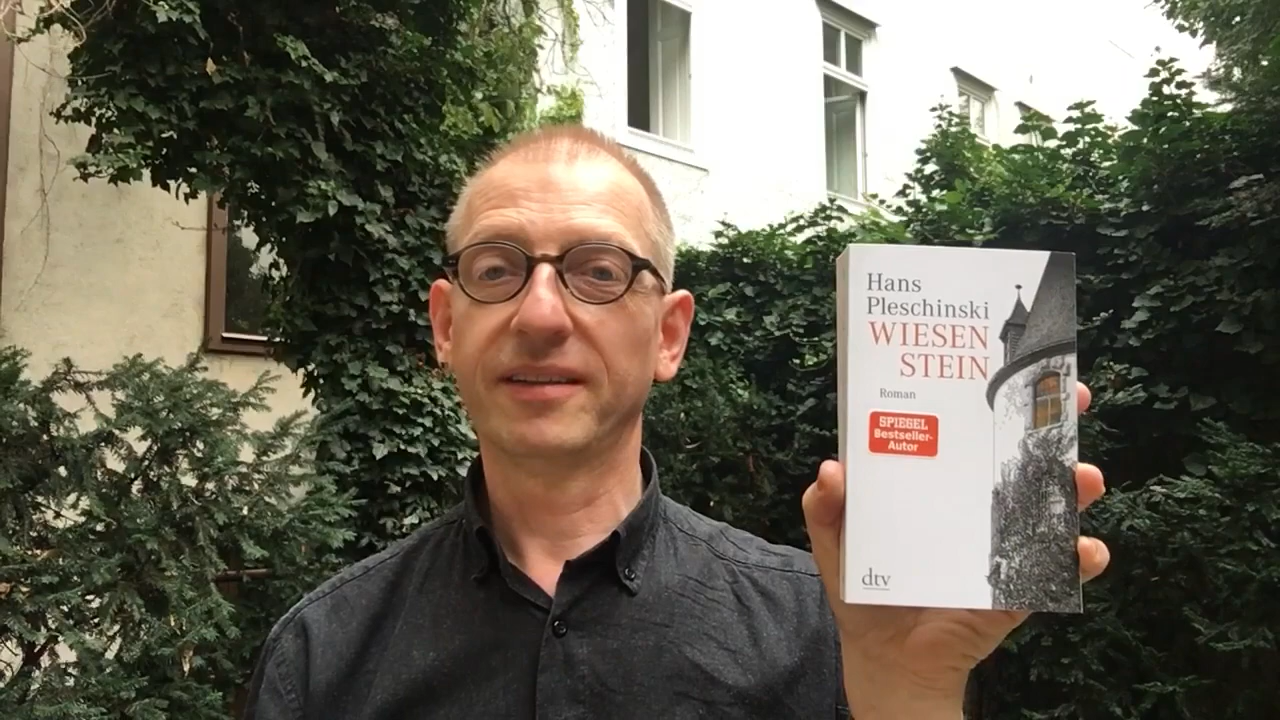 Hans
Pleschinski
WIESEN
STEIN
Roman
SPIEGEL
Bestseller-
Autor
dtv